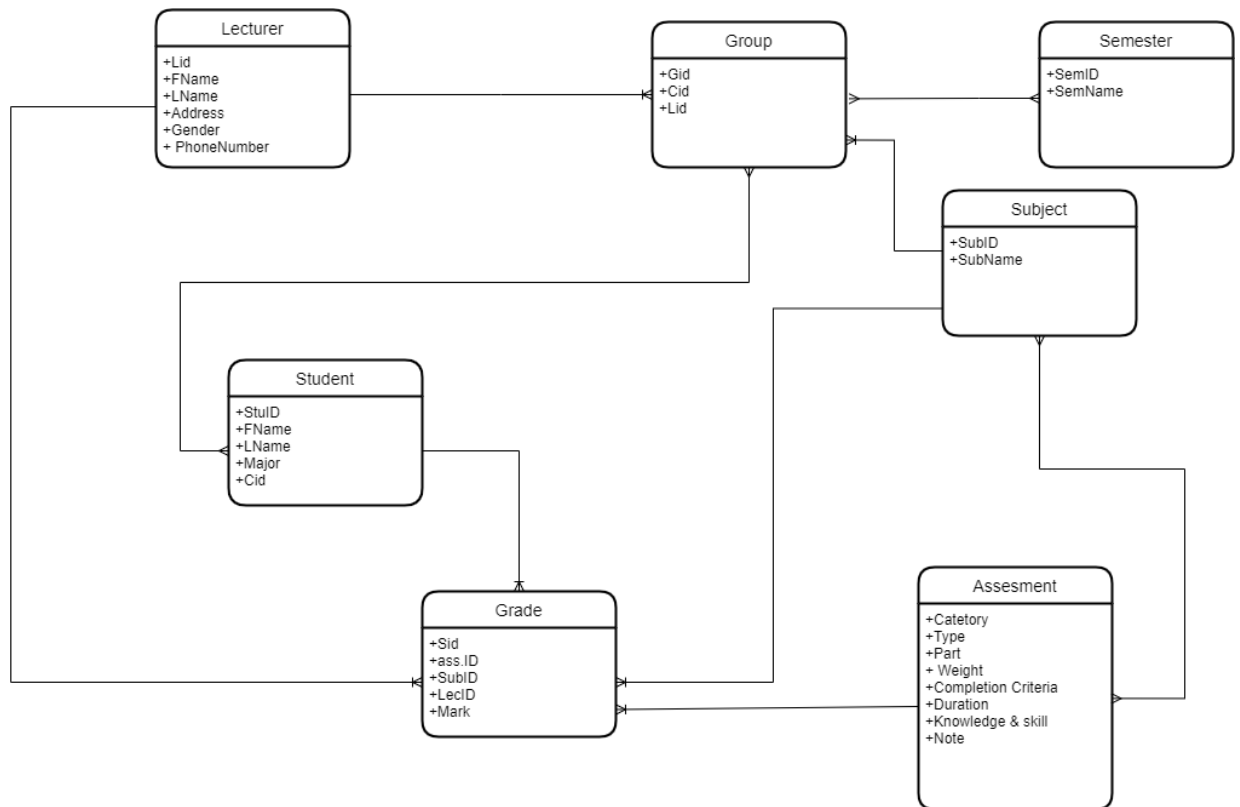 Lecturer
+Lid
+FName
+LName
+Address
+Gender
+ PhoneNumber
Group
+Gid
+Cid
+Lid
Semester
+SemID
+SemName
Subject
+SubID
+SubName
Student
+StuID
+FName
+LName
+Major
+Cid
Grade
+Sid
+ass.ID
+SubID
+LecID
+Mark
Assesment
+Catetory
+Type
+Part
+ Weight
+Completion Criteria
+Duration
+Knowledge & skill
+Note